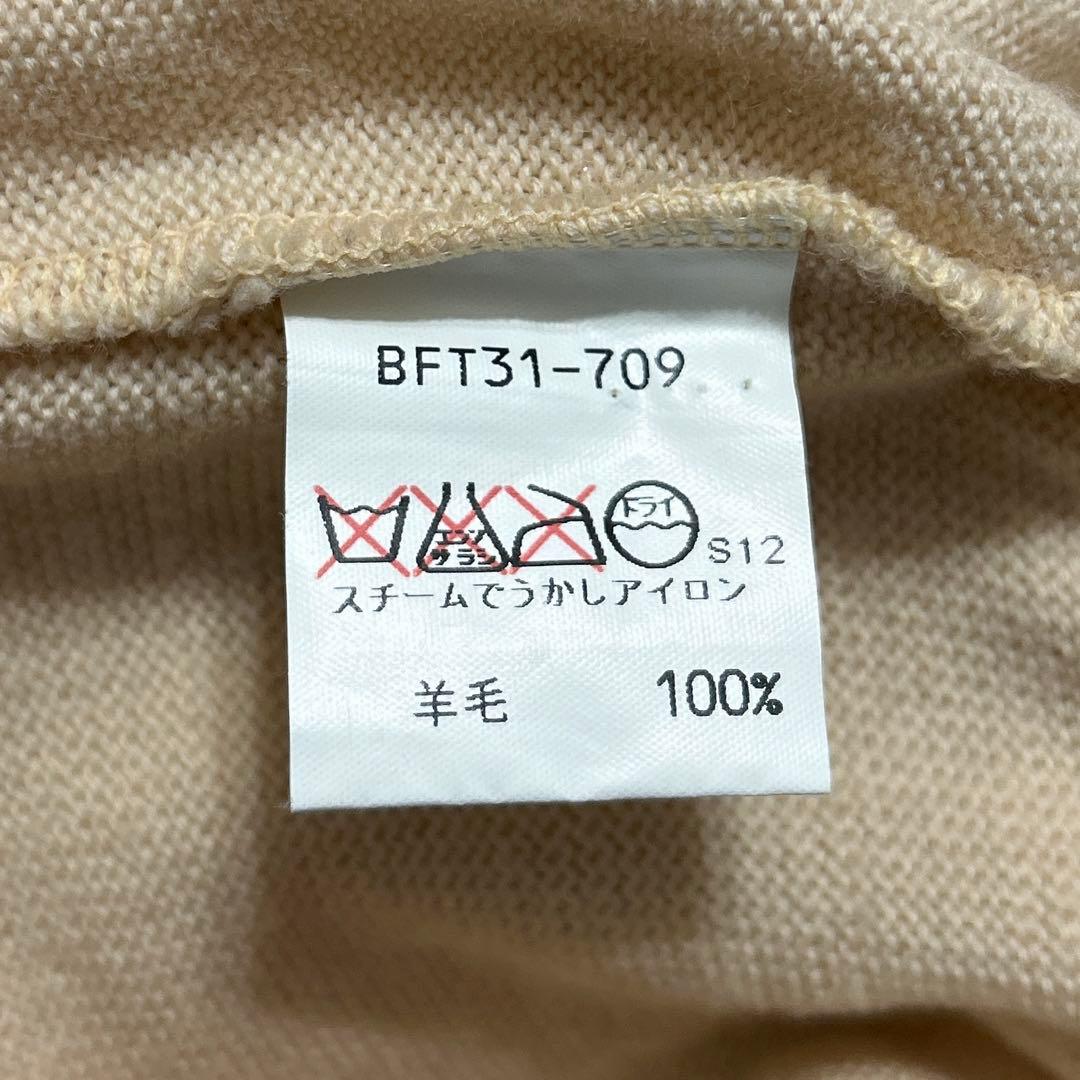 BFT31-709
エンソ
サラシ
ドライ
S12
スチームでうかしアイロン
羊毛 100%